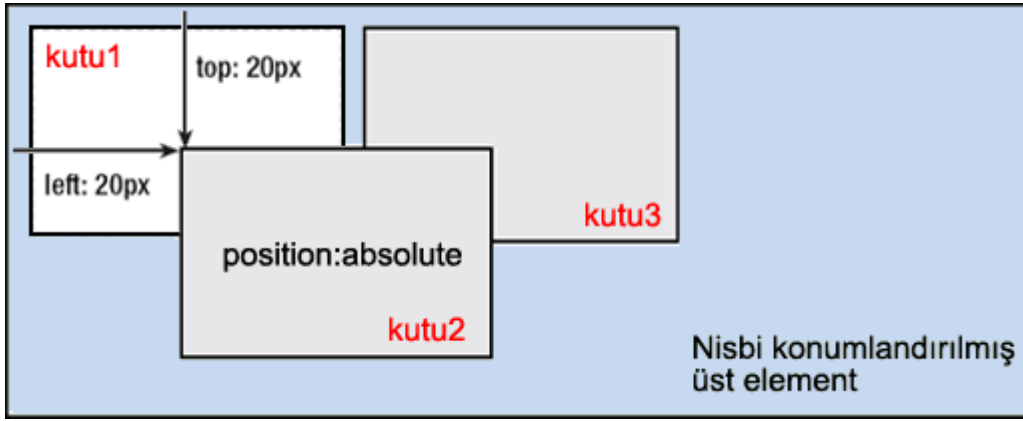 kutu1
top: 20px
left: 20px
kutu3
position:absolute
kutu2
Nisbi konumlandırılmış
üst element